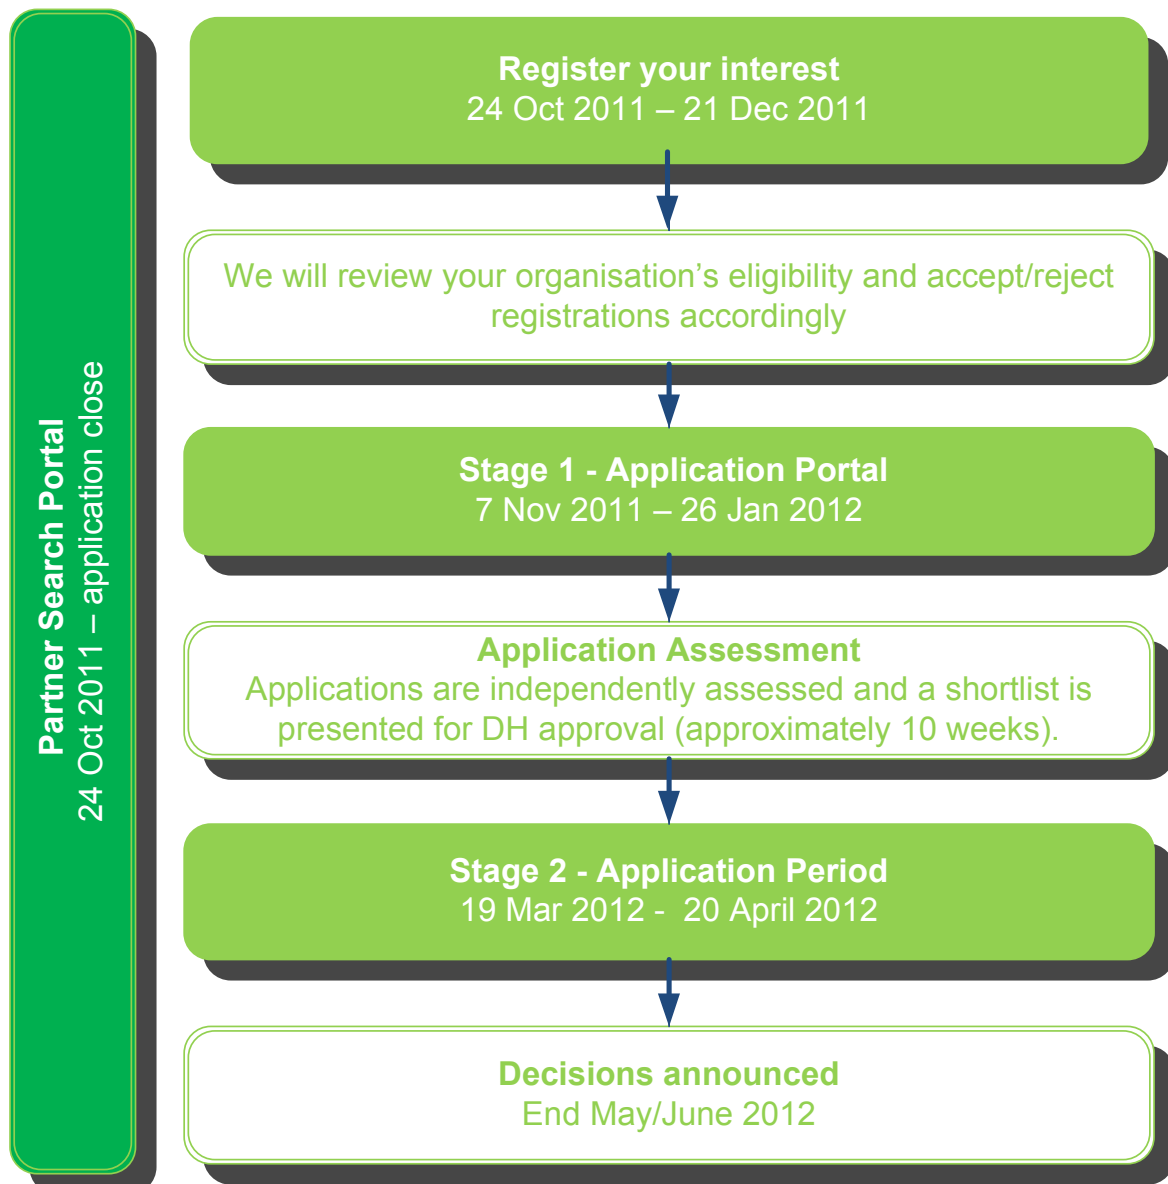 Partner Search Portal
24 Oct 2011 – application close
Register your interest
24 Oct 2011 – 21 Dec 2011
We will review your organisation’s eligibility and accept/reject
registrations accordingly
Stage 1 - Application Portal
7 Nov 2011 – 26 Jan 2012
Application Assessment
Applications are independently assessed and a shortlist is
presented for DH approval (approximately 10 weeks).
Stage 2 - Application Period
19 Mar 2012 -  20 April 2012
Decisions announced
End May/June 2012